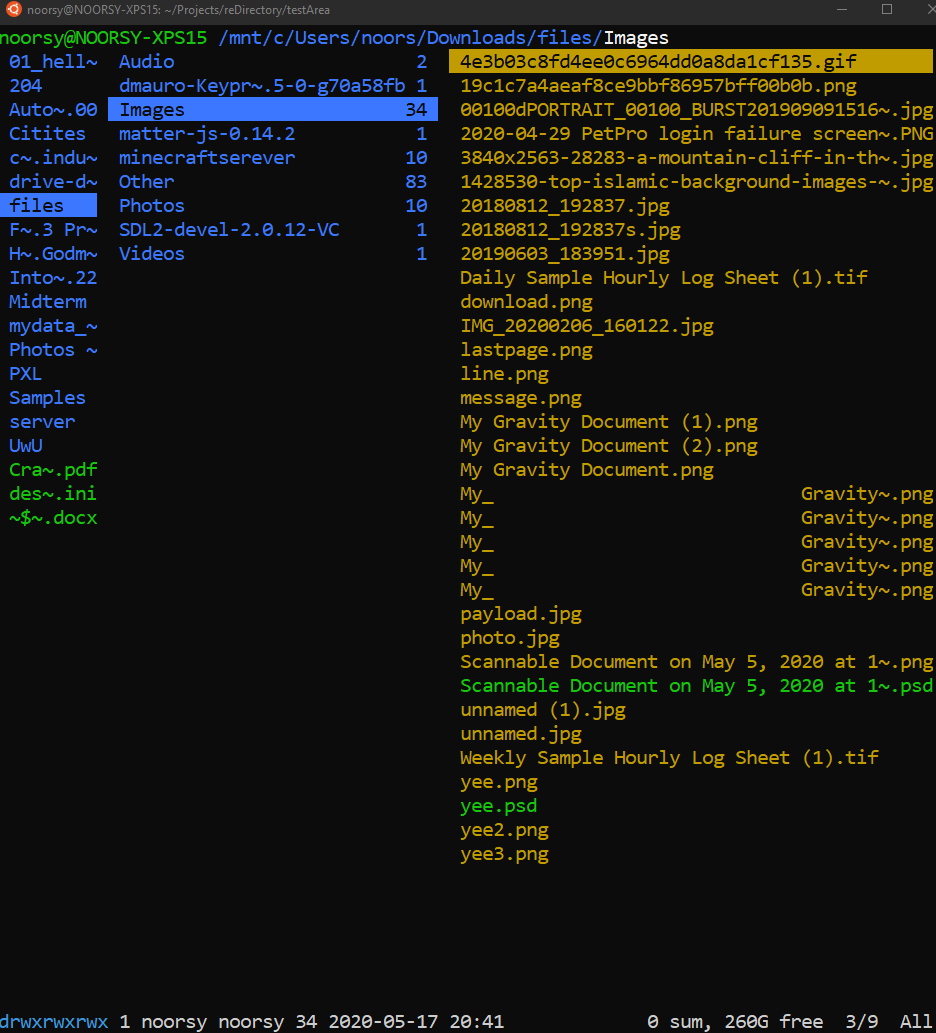 noorsy@NOORSY-XPS15: ~/Projects/reDirectory/testArea
noorsy@NOORSY-XPS15 /mnt/c/Users/noors/Downloads/files/Images
01_hell~ Audio 2 4e3b03c8fd4ee0c6964dd0a8da1cf135.gif
204 dmauro-Keypr~.5-0-g70a58fb 1 19c1c7a4aeaf8ce9bbf86957bff00b0b.png
Auto~.00 Images 34 00100dPORTRAIT_00100_BURST201909091516~.jpg
Citites matter-js-0.14.2 1 2020-04-29 PetPro login failure screen~.PNG
c~.indu~ minecraftserever 10 3840x2563-28283-a-mountain-cliff-in-th~.jpg
drive-d~ Other 83 1428530-top-islamic-background-images-~.jpg
files Photos 10 20180812_192837.jpg
F~.3 Pr~ SDL2-devel-2.0.12-VC 1 20180812_192837s.jpg
H~.Godm~ Videos 1 20190603_183951.jpg
Into~.22 Daily Sample Hourly Log Sheet (1).tif
Midterm download.png
mydata_~ IMG_20200206_160122.jpg
Photos ~ lastpage.png
PXL line.png
Samples message.png
server My Gravity Document (1).png
UwU My Gravity Document (2).png
Cra~.pdf My Gravity Document.png
des~.ini My_ Gravity~.png
~$~.docx My_ Gravity~.png
My_ Gravity~.png
My_ Gravity~.png
My_ Gravity~.png
payload.jpg
photo.jpg
Scannable Document on May 5, 2020 at 1~.png
Scannable Document on May 5, 2020 at 1~.psd
unnamed (1).jpg
unnamed.jpg
Weekly Sample Hourly Log Sheet (1).tif
yee.png
yee.psd
yee2.png
yee3.png
drwxrwxrwx 1 noorsy noorsy 34 2020-05-17 20:41 0 sum, 260G free 3/9 All